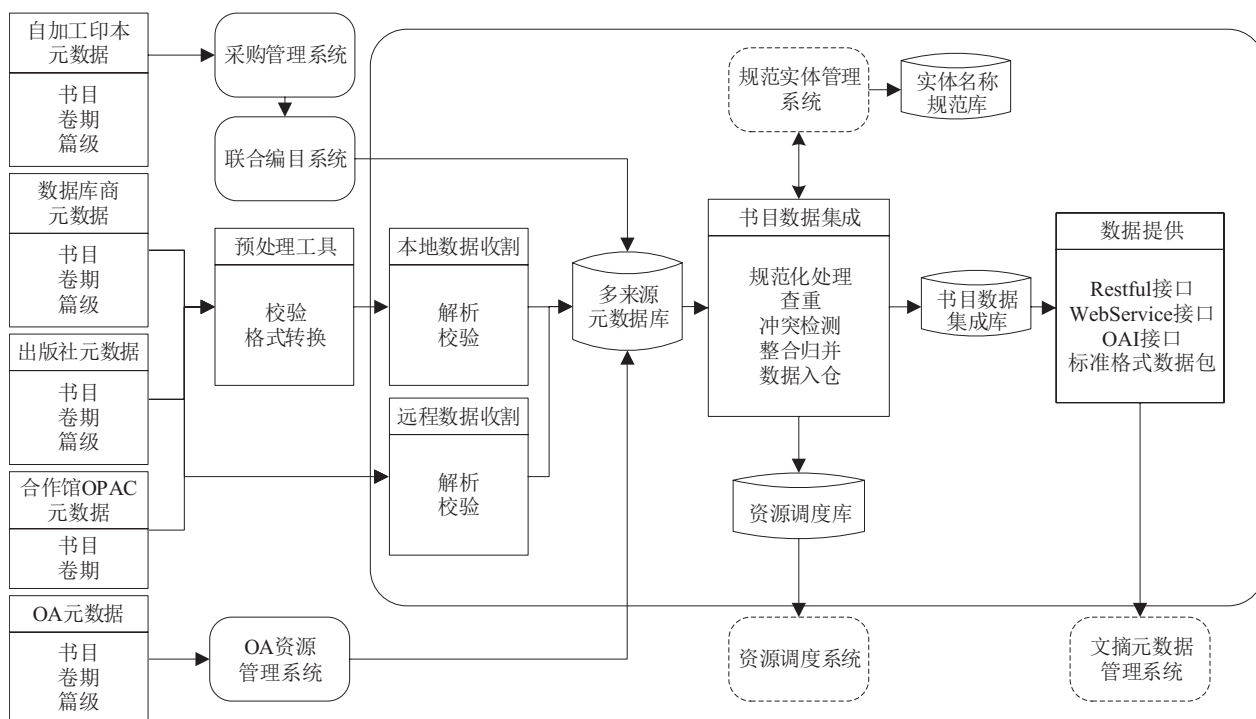 自加工印本
元数据
书目
卷期
篇级
采购管理系统
联合编目系统
规范实体管理
系统
实体名称
规范库
数据库商
元数据
书目
卷期
篇级
预处理工具
校验
格式转换
本地数据收割
解析
校验
多来源
元数据库
书目数据集成
规范化处理
查重
冲突检测
整合归并
数据入仓
书目数据
集成库
数据提供
Restful接口
WebService接口
OAI接口
标准格式数据包
出版社元数据
书目
卷期
篇级
远程数据收割
解析
校验
合作馆OPAC
元数据
书目
卷期
资源调度库
OA元数据
书目
卷期
篇级
OA资源
管理系统
资源调度系统
文摘元数据
管理系统